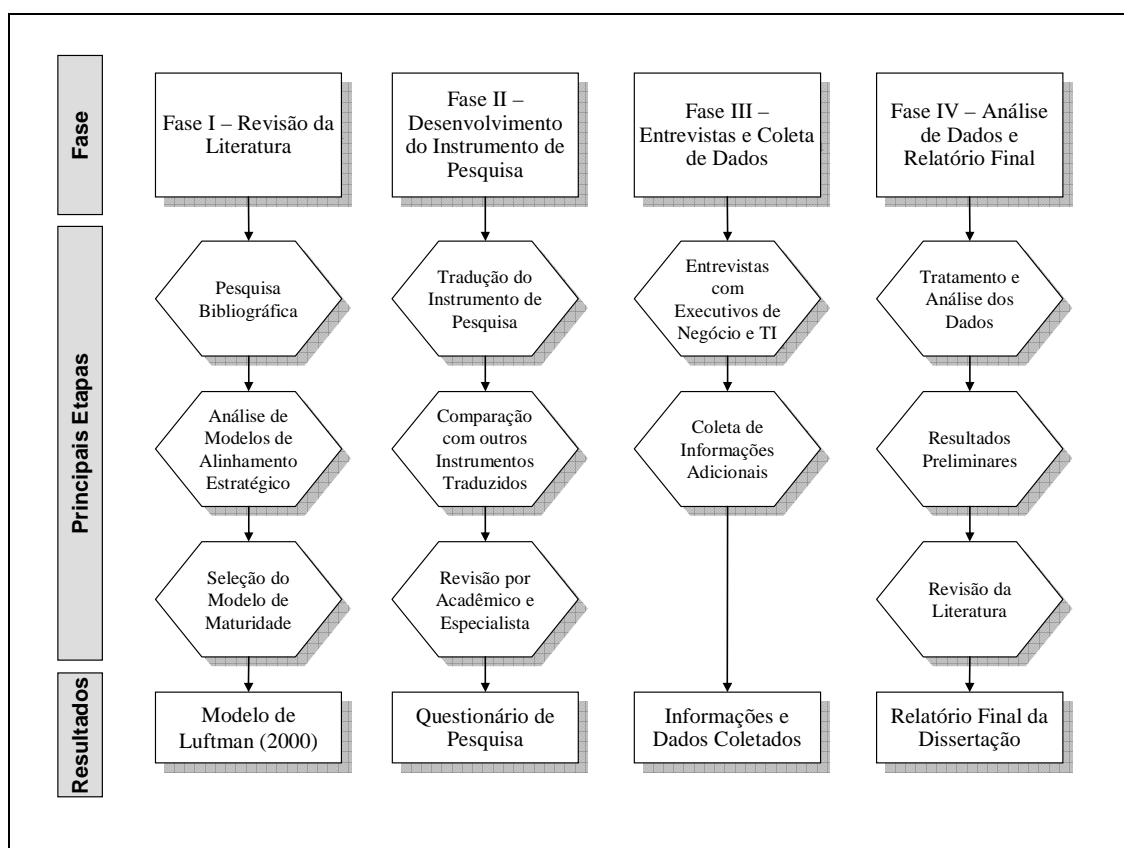 Fase
Fase I – Revisão da
Literatura
Fase II –
Desenvolvimento
do Instrumento de
Pesquisa
Fase III –
Entrevistas e Coleta
de Dados
Fase IV – Análise
de Dados e
Relatório Final
Principais Etapas
Pesquisa
Bibliográfica
Tradução do
Instrumento de
Pesquisa
Entrevistas
com
Executivos de
Negócio e TI
Tratamento e
Análise dos
Dados
Análise de
Modelos de
Alinhamento
Estratégico
Comparação
com outros
Instrumentos
Traduzidos
Coleta de
Informações
Adicionais
Resultados
Preliminares
Seleção do
Modelo de
Maturidade
Revisão por
Acadêmico e
Especialista
Revisão da
Literatura
Resultados
Modelo de
Luftman (2000)
Questionário de
Pesquisa
Informações e
Dados Coletados
Relatório Final da
Dissertação